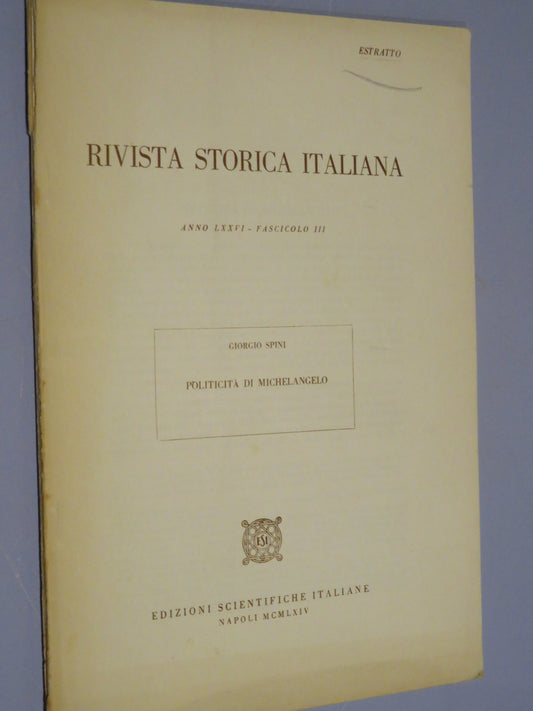 ESTRATTO
RIVISTA STORICA ITALIANA
ANNO LXXVI - FASCICOLO III
GIORGIO SPINI
POLITICITÀ DI MICHELANGELO
ESI
EDIZIONI SCIENTIFICHE ITALIANE
NAPOLI MCMLXIV